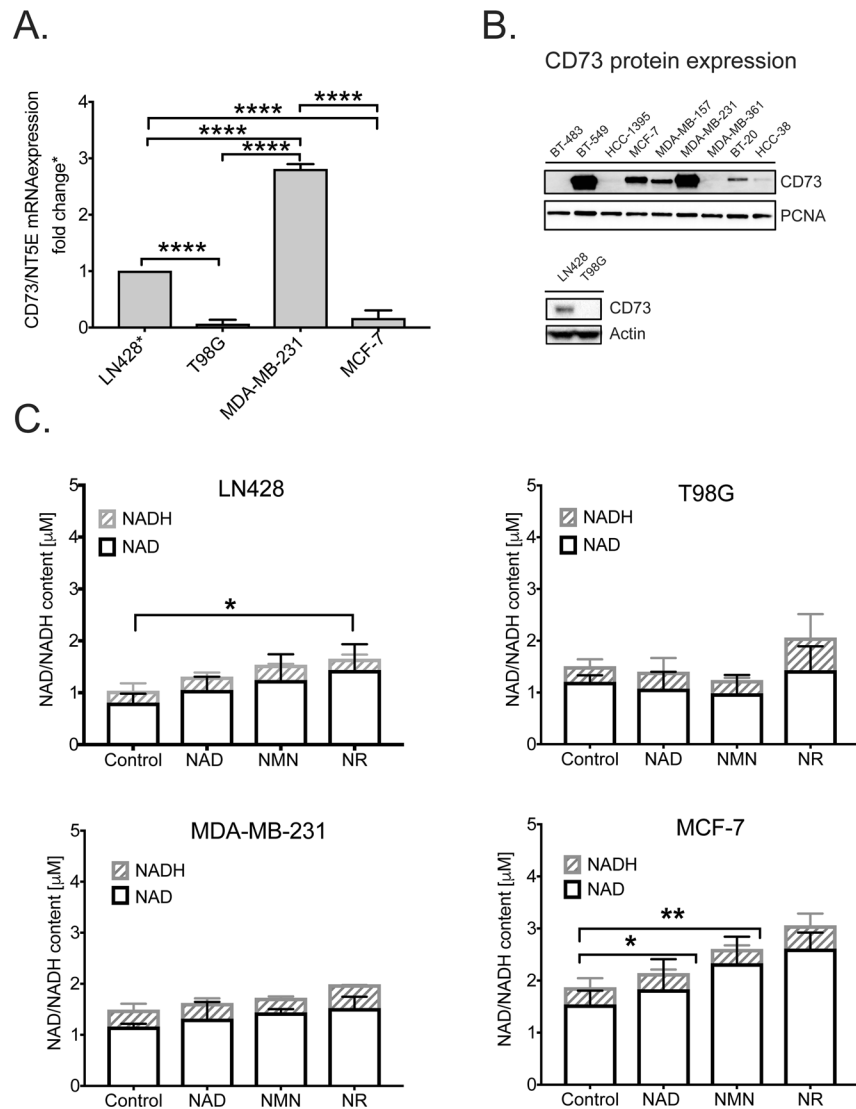 A.
CD73/NT5E mRNAexpression
fold change*
4
3
2
1
0
****
****
****
****
****
LN428*
T98G
MDA-MB-231
MCF-7
B.
CD73 protein expression
BT-483
BT-549
HCC-1395
MCF-7
MDA-MB-157
MDA-MB-231
MDA-MB-361
BT-20
HCC-38
CD73
PCNA
LN428
T98G
CD73
Actin
C.
LN428
NAD/NADH content [µM]
5
4
3
2
1
0
NADH
NAD
*
Control NAD NMN NR
T98G
NAD/NADH content [µM]
5
4
3
2
1
0
NADH
NAD
Control NAD NMN NR
MDA-MB-231
NAD/NADH content [µM]
5
4
3
2
1
0
NADH
NAD
Control NAD NMN NR
MCF-7
NAD/NADH content [µM]
5
4
3
2
1
0
NADH
NAD
**
*
Control NAD NMN NR